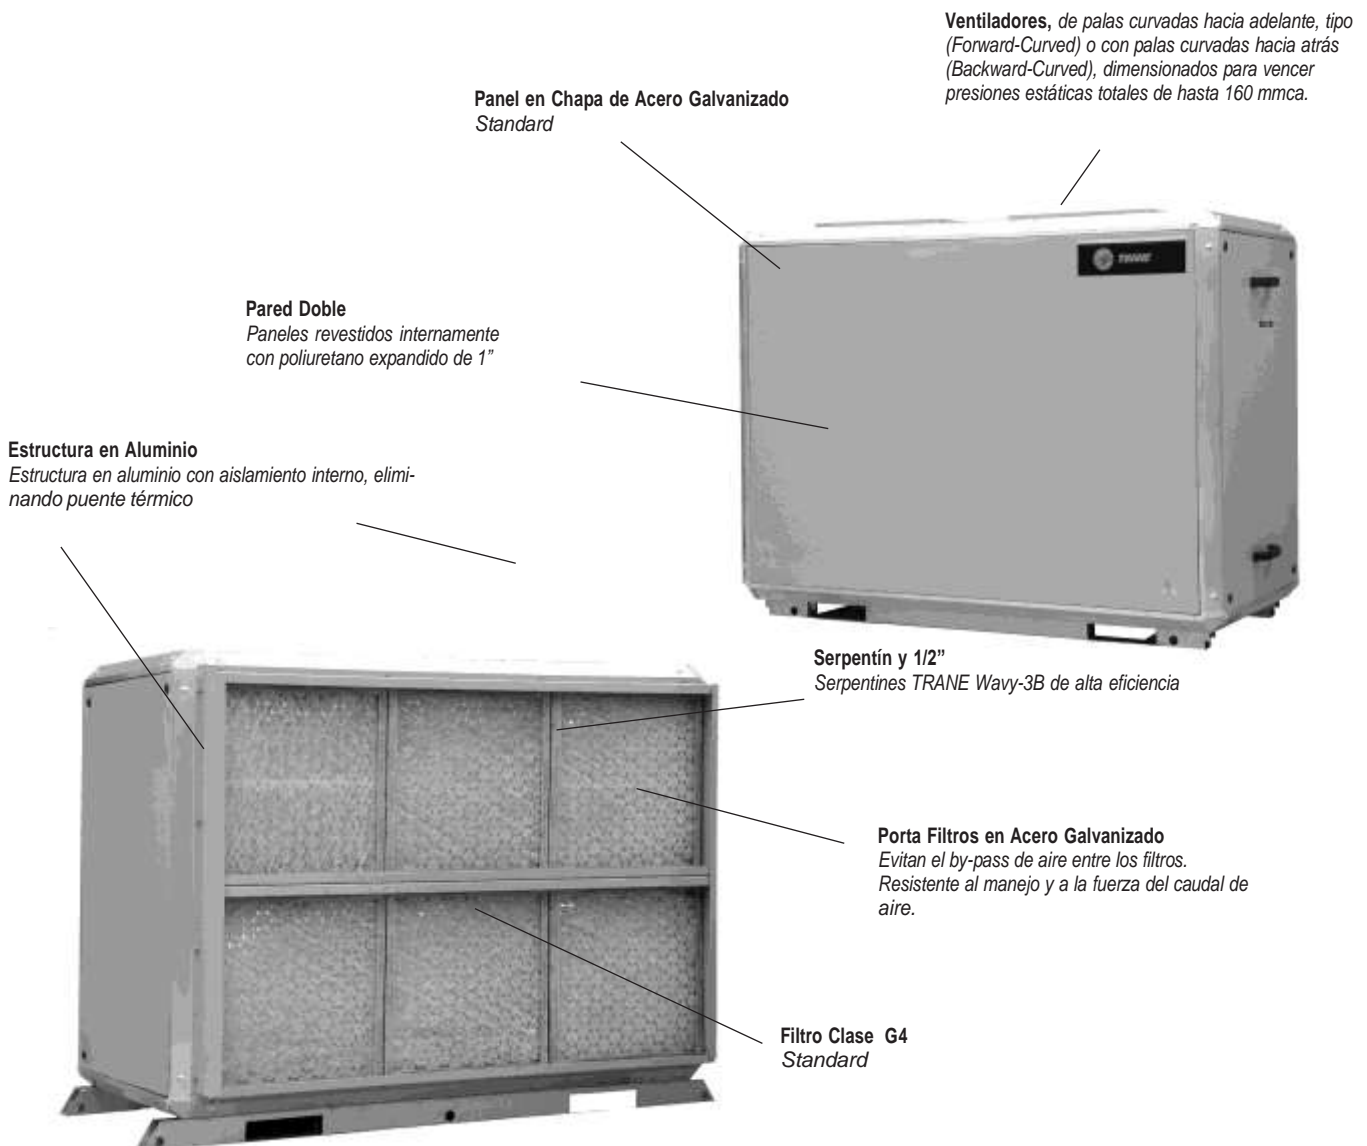 Ventiladores, de palas curvadas hacia adelante, tipo
(Forward-Curved) o con palas curvadas hacia atrás
(Backward-Curved), dimensionados para vencer
presiones estáticas totales de hasta 160 mmca.
Panel en Chapa de Acero Galvanizado
Standard
TRANE
Pared Doble
Paneles revestidos internamente
con poliuretano expandido de 1”
Estructura en Aluminio
Estructura en aluminio con aislamiento interno, elimi-
nando puente térmico
Serpentín y 1/2”
Serpentines TRANE Wavy-3B de alta eficiencia
Porta Filtros en Acero Galvanizado
Evitan el by-pass de aire entre los filtros.
Resistente al manejo y a la fuerza del caudal de
aire.
Filtro Clase G4
Standard